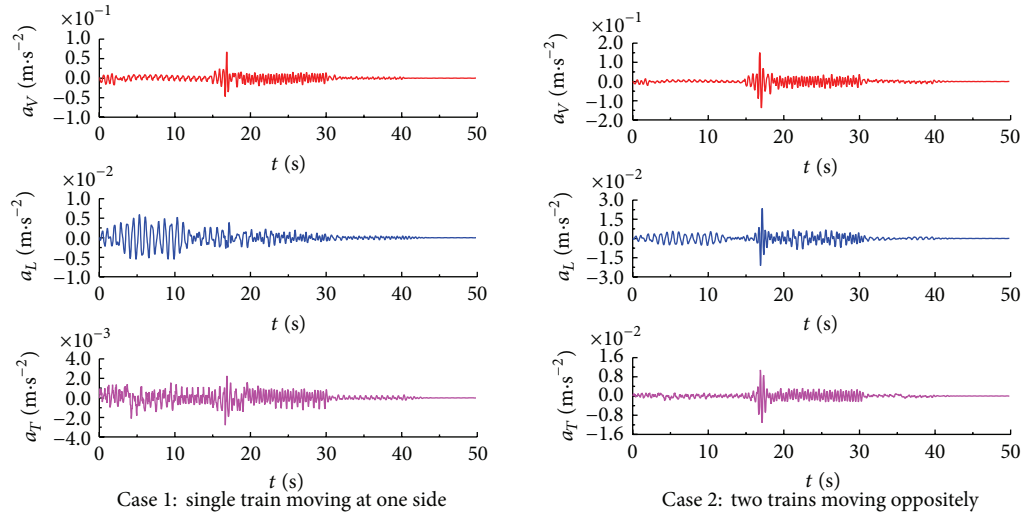 ×10⁻¹
1.0
0.5
0.0
−0.5
−1.0
a_V (m·s⁻²)
0 10 20 30 40 50
t (s)
×10⁻²
1.0
0.5
0.0
−0.5
−1.0
a_L (m·s⁻²)
0 10 20 30 40 50
t (s)
×10⁻³
4.0
2.0
0.0
−2.0
−4.0
a_T (m·s⁻²)
0 10 20 30 40 50
t (s)
Case 1: single train moving at one side
×10⁻¹
2.0
1.0
0.0
−1.0
−2.0
a_V (m·s⁻²)
0 10 20 30 40 50
t (s)
×10⁻²
3.0
1.5
0.0
−1.5
−3.0
a_L (m·s⁻²)
0 10 20 30 40 50
t (s)
×10⁻²
1.6
0.8
0.0
−0.8
−1.6
a_T (m·s⁻²)
0 10 20 30 40 50
t (s)
Case 2: two trains moving oppositely